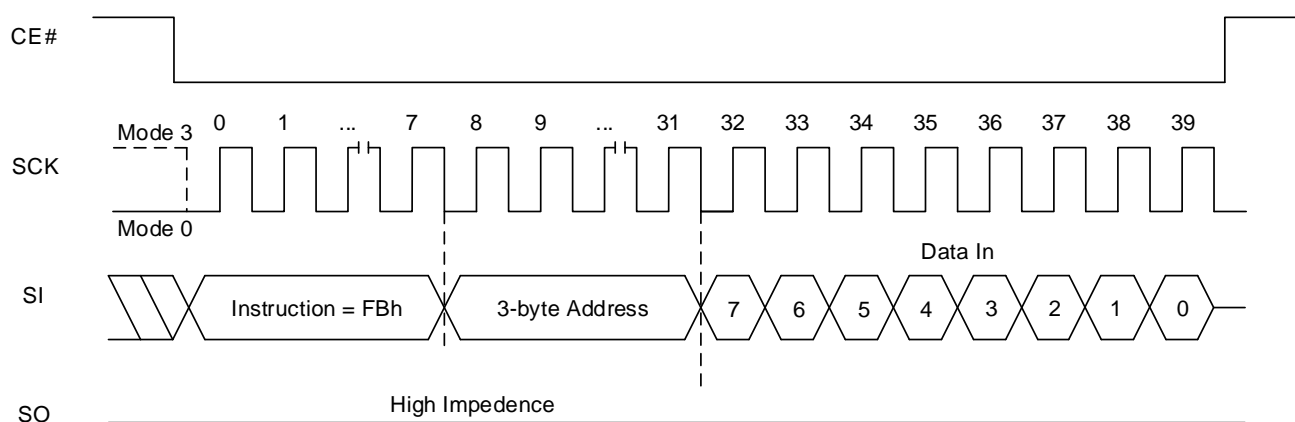 CE#
0 1 ... 7 8 9 ... 31 32 33 34 35 36 37 38 39
Mode 3
SCK
Mode 0
Data In
SI
Instruction = FBh 3-byte Address 7 6 5 4 3 2 1 0
High Impedence
SO